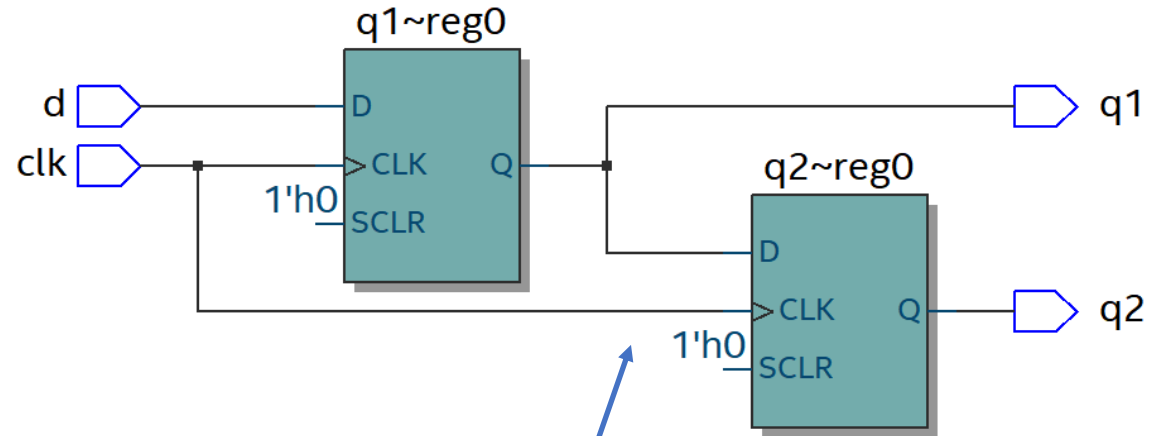 q1~reg0
d
D
q1
clk
CLK
Q
q2~reg0
1'h0
SCLR
D
CLK
Q
q2
1'h0
SCLR